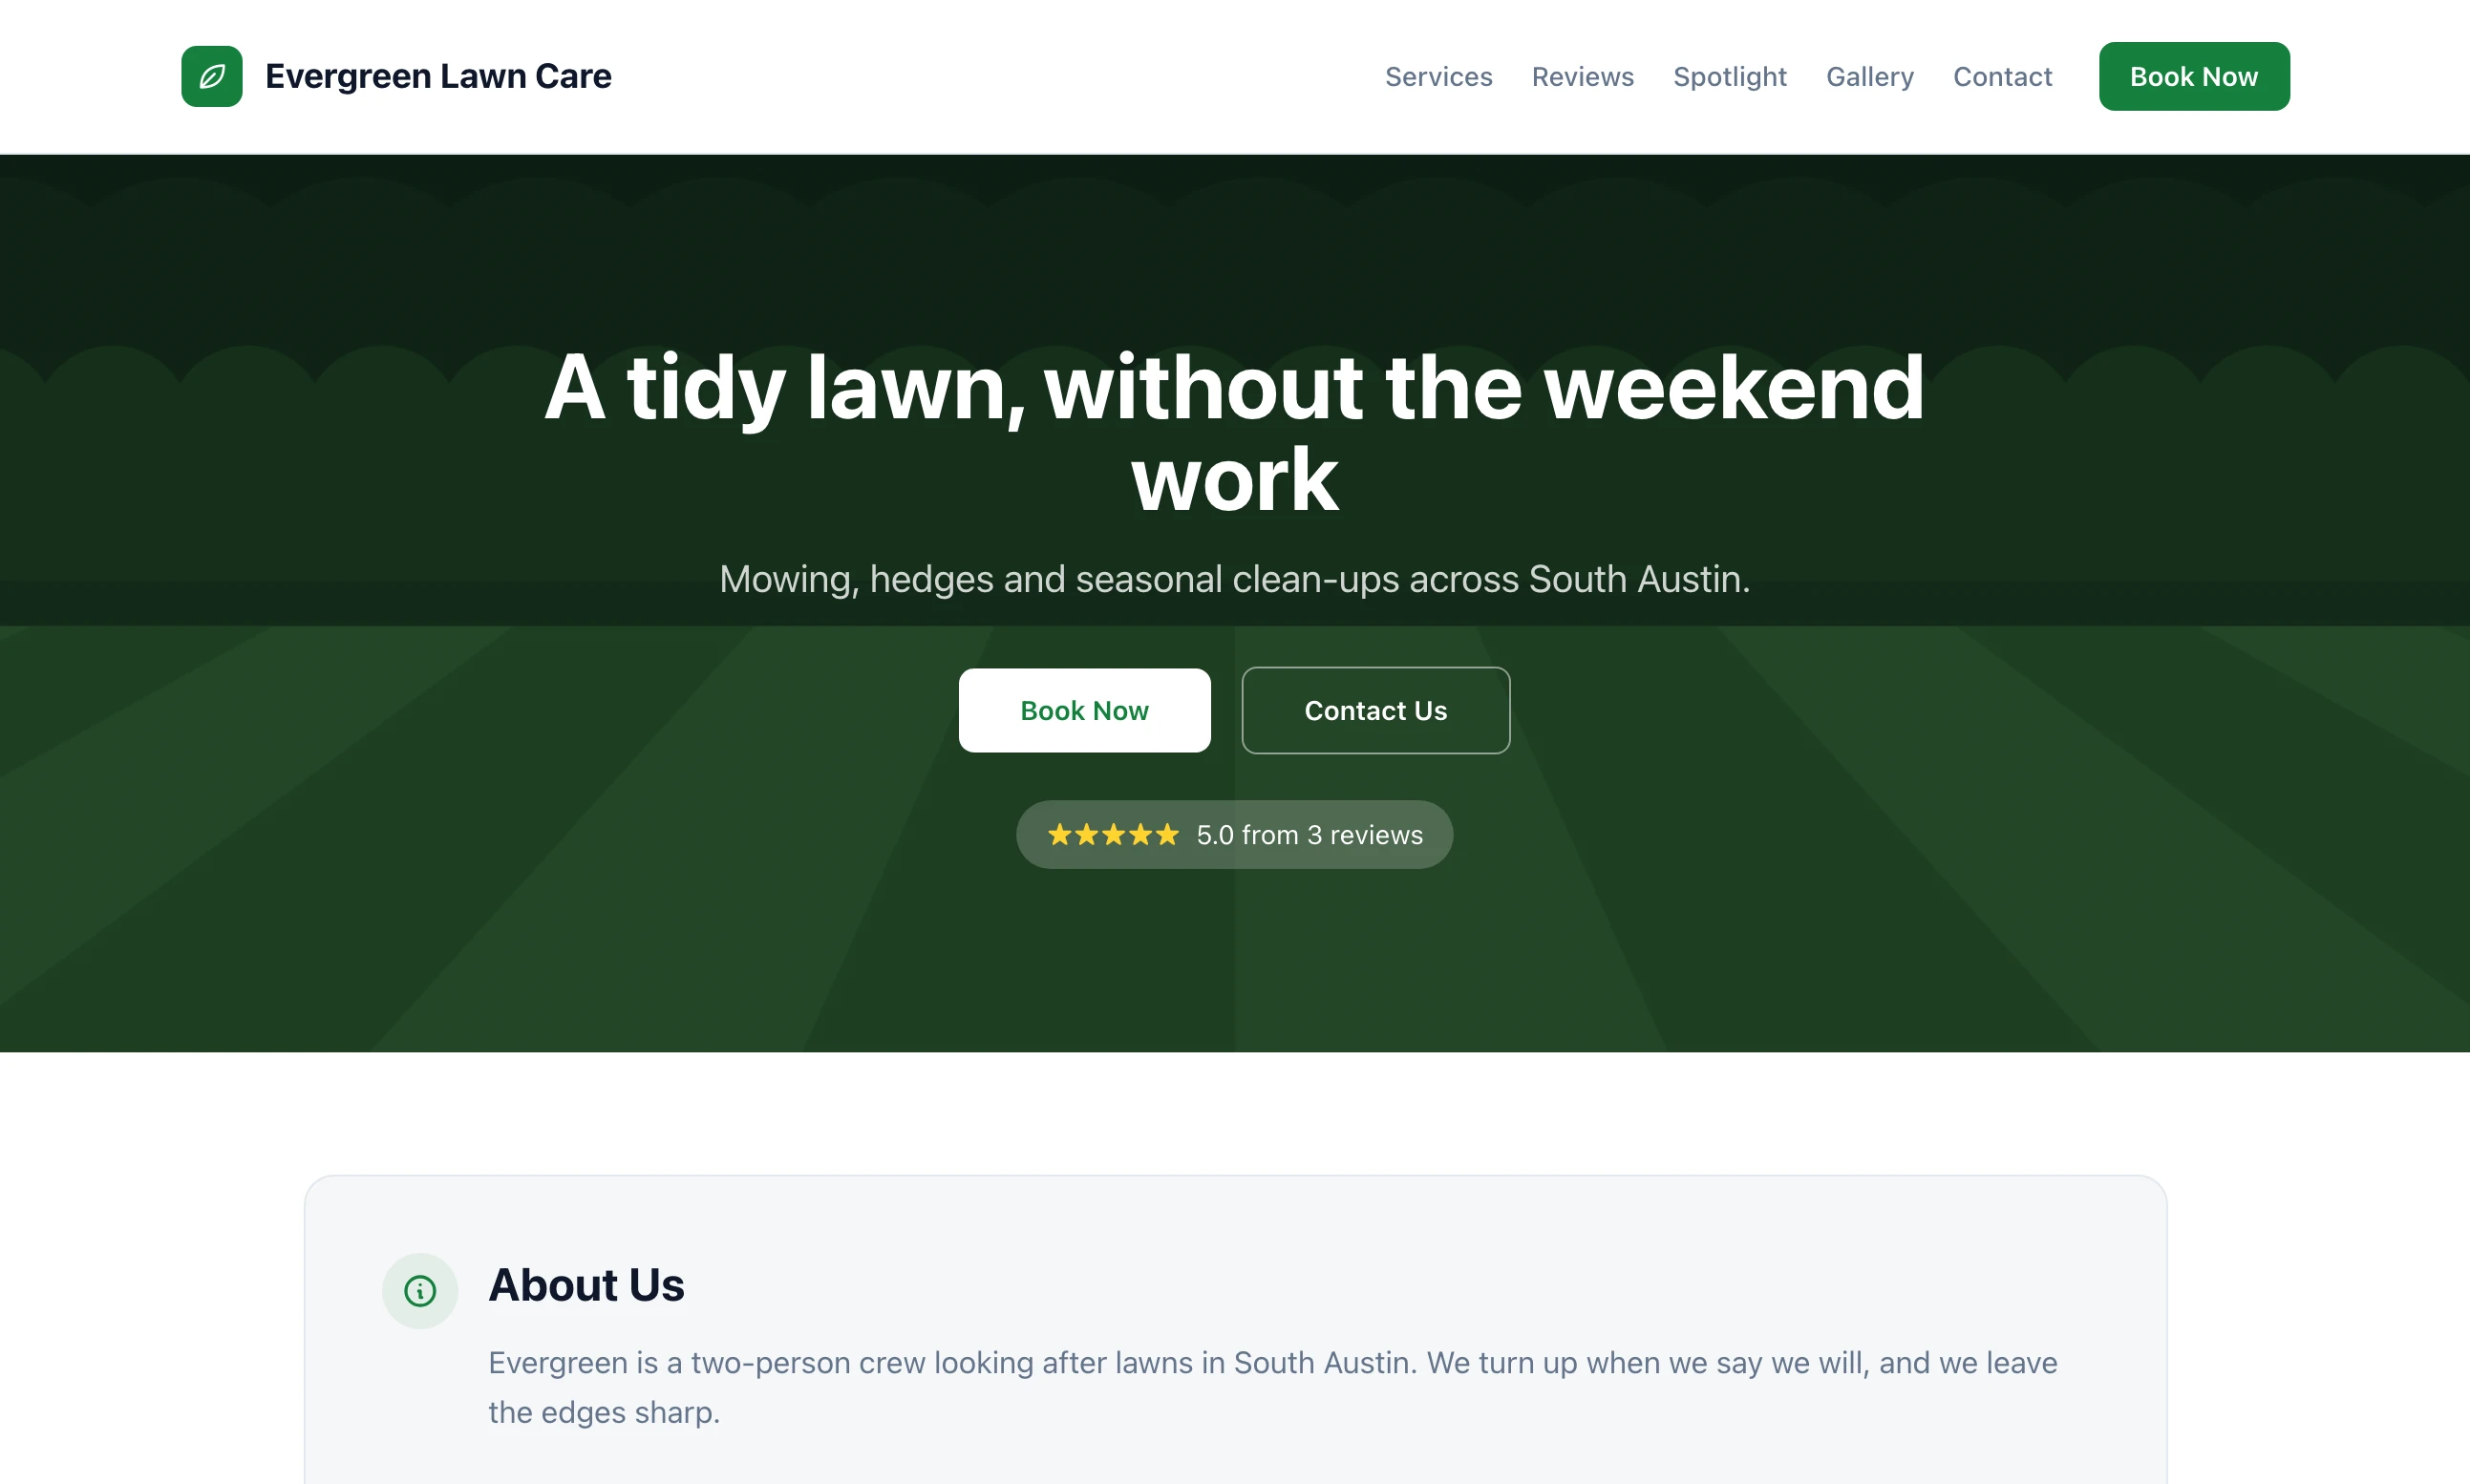 Evergreen Lawn Care
Services
Reviews
Spotlight
Gallery
Contact
Book Now
A tidy lawn, without the weekend
work
Mowing, hedges and seasonal clean-ups across South Austin.
Book Now
Contact Us
5.0 from 3 reviews
About Us
Evergreen is a two-person crew looking after lawns in South Austin. We turn up when we say we will, and we leave
the edges sharp.